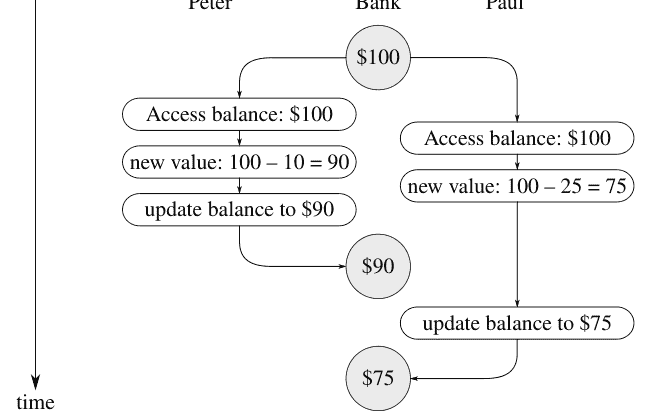 Peter Bank Paul
$100
Access balance: $100
Access balance: $100
new value: 100 – 10 = 90
new value: 100 – 25 = 75
update balance to $90
$90
update balance to $75
$75
time